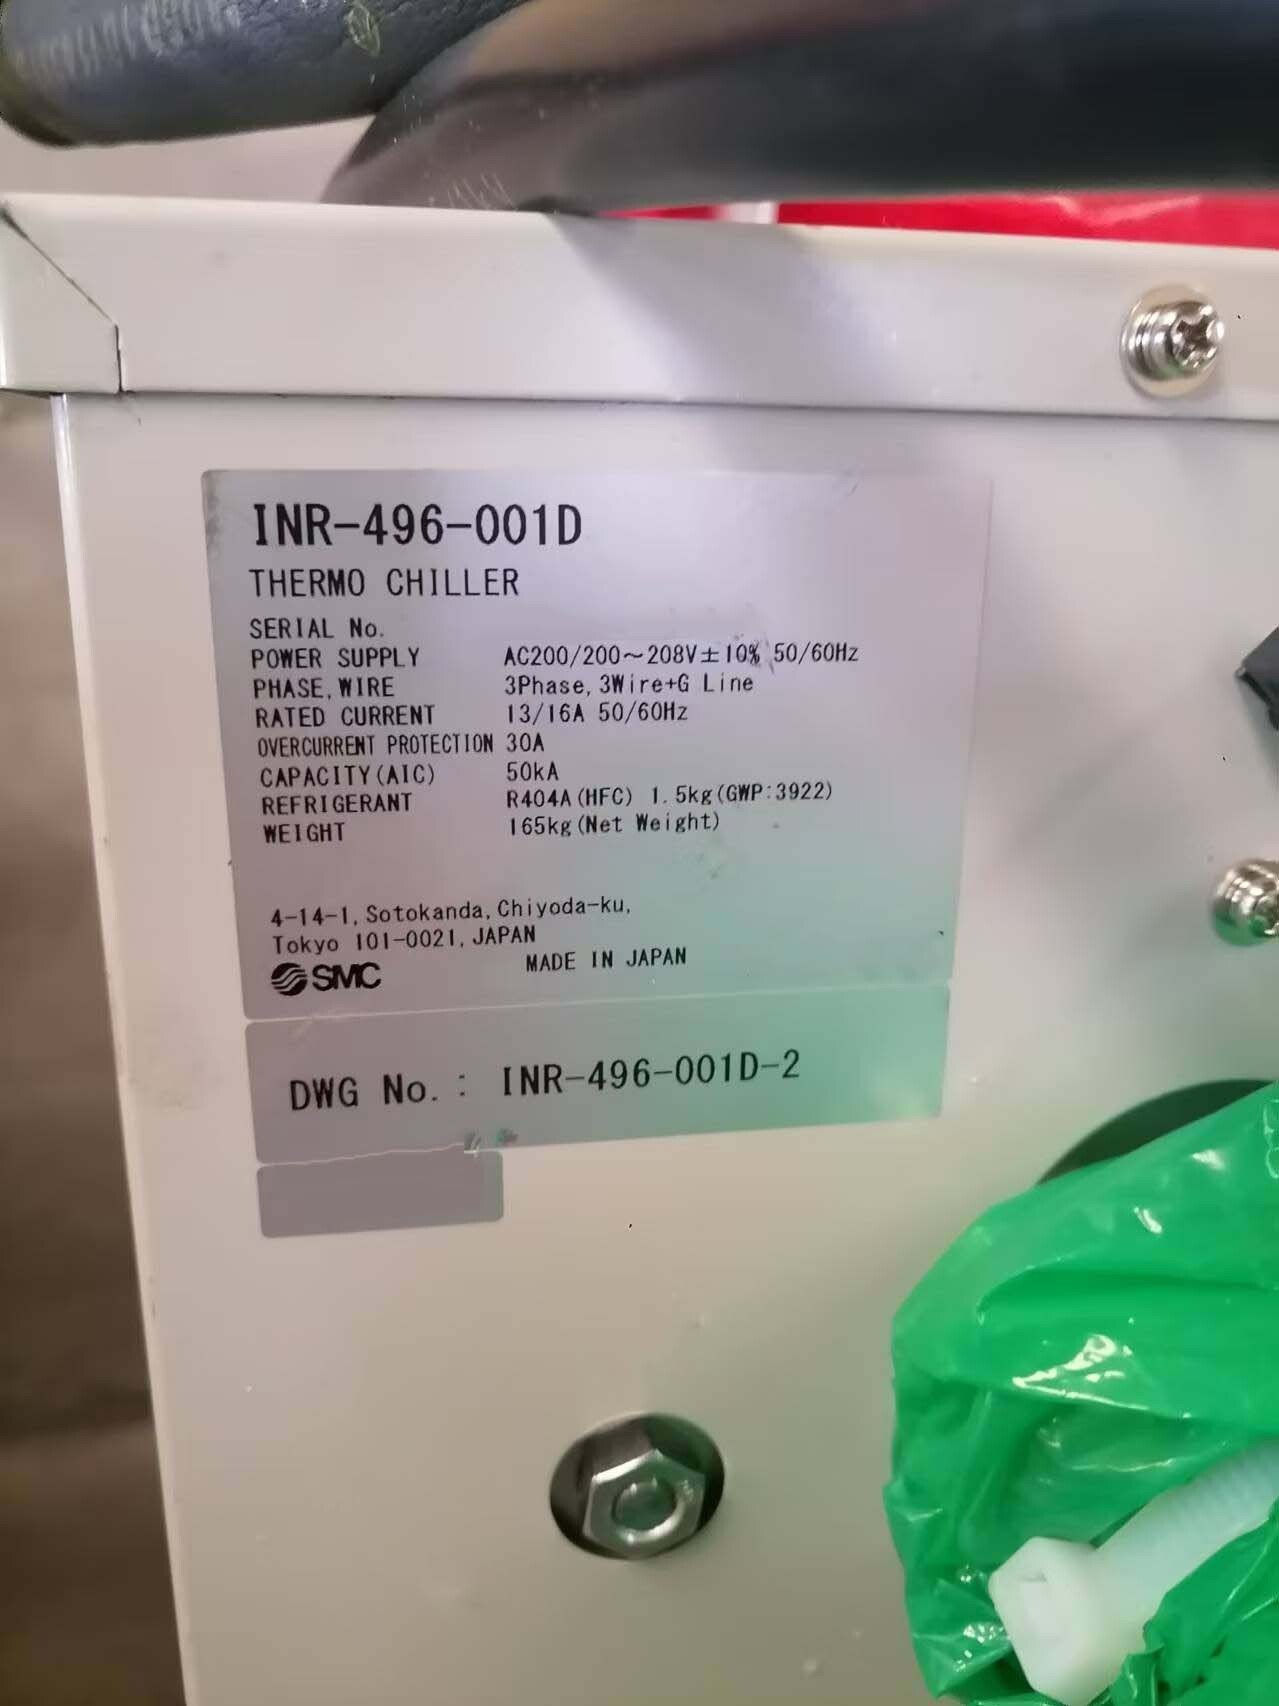 INR-496-001D
THERMO CHILLER
SERIAL No.
POWER SUPPLY AC200/200~208V±10% 50/60Hz
PHASE, WIRE 3Phase, 3Wire+G Line
RATED CURRENT 13/16A 50/60Hz
OVERCURRENT PROTECTION 30A
CAPACITY(AIC) 50kA
REFRIGERANT R404A(HFC) 1.5kg(GWP:3922)
WEIGHT 165kg(Net Weight)
4-14-1, Sotokanda, Chiyoda-ku,
Tokyo 101-0021, JAPAN
SMC MADE IN JAPAN
DWG No.: INR-496-001D-2